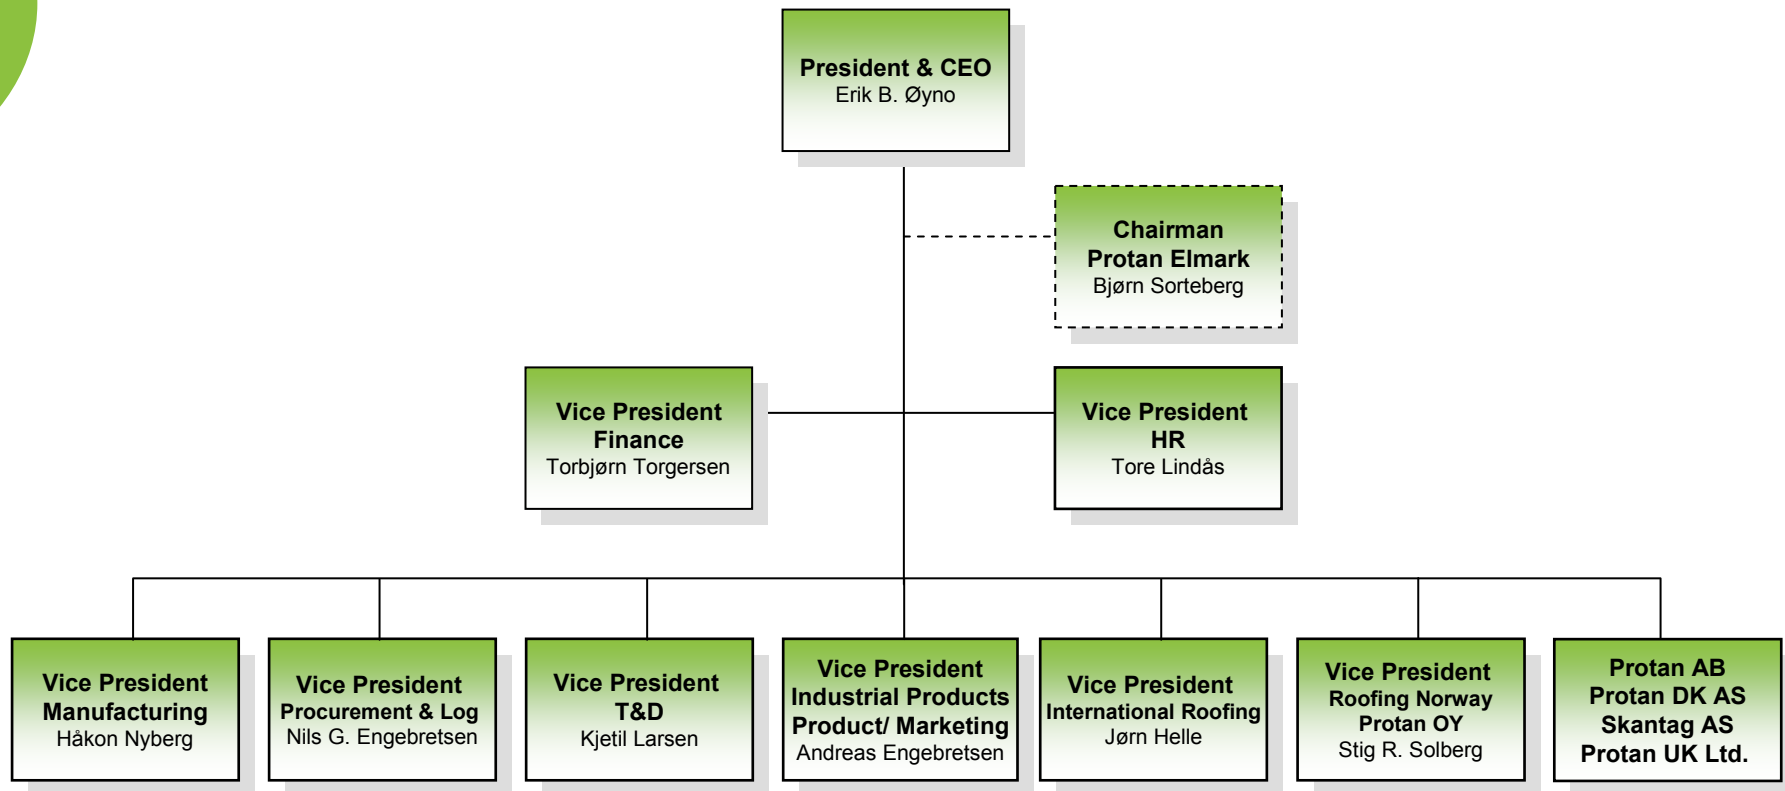 President & CEO
Erik B. Øyno
Chairman
Protan Elmark
Bjørn Sorteberg
Vice President
Finance
Torbjørn Torgersen
Vice President
HR
Tore Lindås
Vice President
Manufacturing
Håkon Nyberg
Vice President
Procurement & Log
Nils G. Engebretsen
Vice President
T&D
Kjetil Larsen
Vice President
Industrial Products
Product/ Marketing
Andreas Engebretsen
Vice President
International Roofing
Jørn Helle
Vice President
Roofing Norway
Protan OY
Stig R. Solberg
Protan AB
Protan DK AS
Skantag AS
Protan UK Ltd.